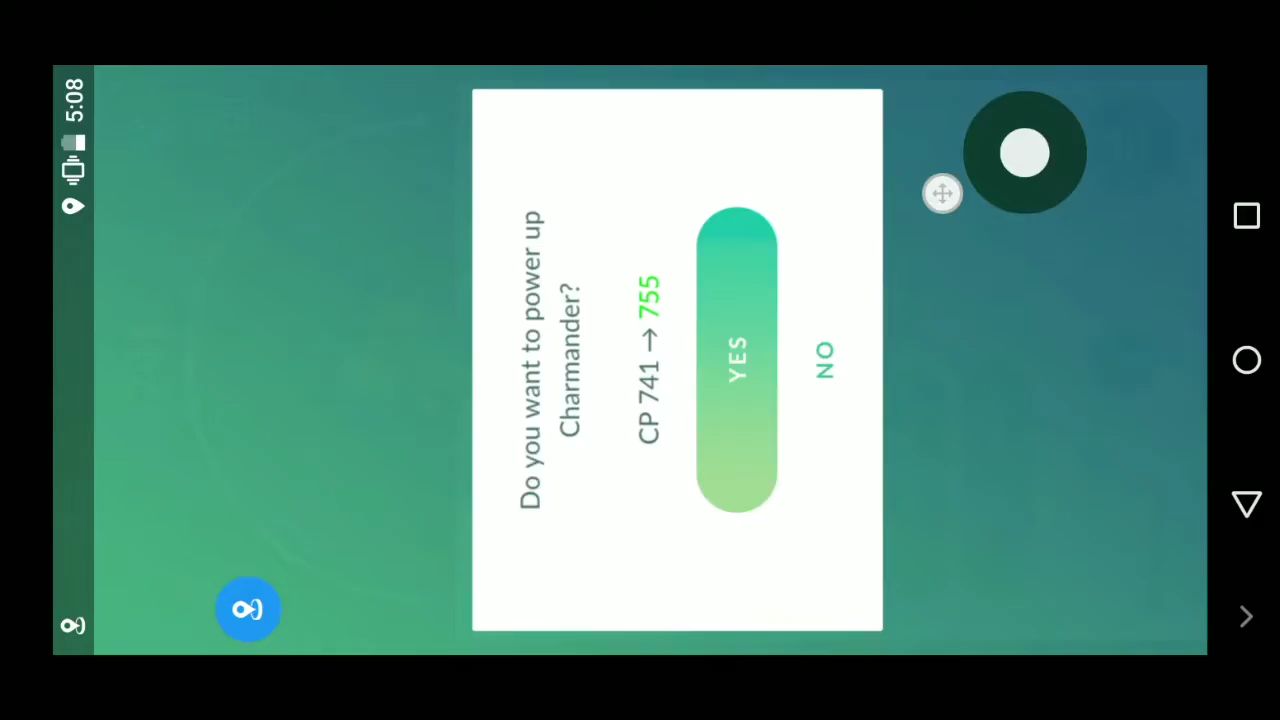 5:08
Do you want to power up
Charmander?
CP 741 → 755
YES
NO